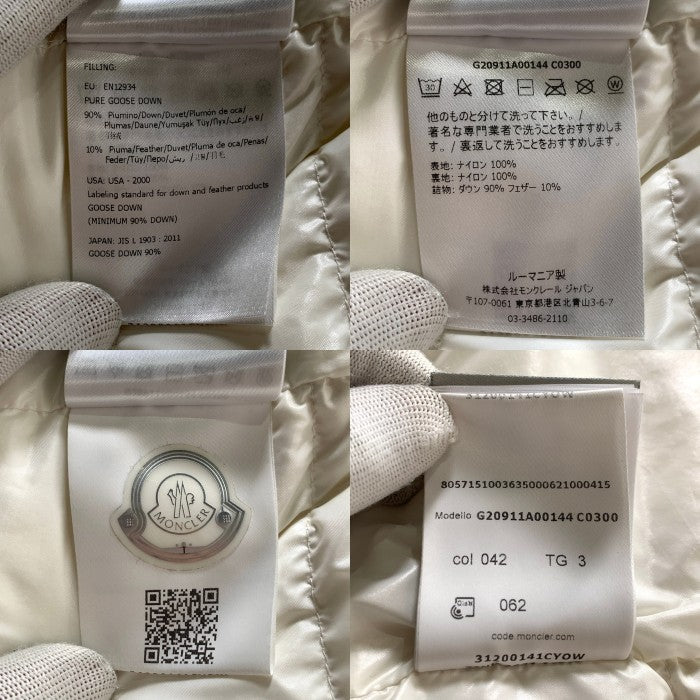 FILLING:
EU: EN12934
PURE GOOSE DOWN
90% Piumino/Down/Duvet/Plumón de oca/
Plumas/Daune/Yumuşak Tüy/Пух/زغب/
10% Piuma/Feather/Duvet/Pluma de oca/Penas/
Feder/Tüy/Перо/ريش/
USA: USA - 2000
Labeling standard for down and feather products
GOOSE DOWN
(MINIMUM 90% DOWN)
JAPAN: JIS L 1903 : 2011
GOOSE DOWN 90%
G20911A00144 C0300
30 W
他のものと分けて洗って下さい。/
著名な専門業者で洗うことをおすすめしま
す。/ 裏返して洗うことをおすすめします。
表地: ナイロン 100%
裏地: ナイロン 100%
詰物: ダウン 90% フェザー 10%
ルーマニア製
株式会社モンクレール ジャパン
〒107-0061 東京都港区北青山3-6-7
03-3486-2110
MONCLER
1
8057151003635000621000415
Modello G20911A00144 C0300
col 042 TG 3
062
code.moncler.com
31200141CYOW